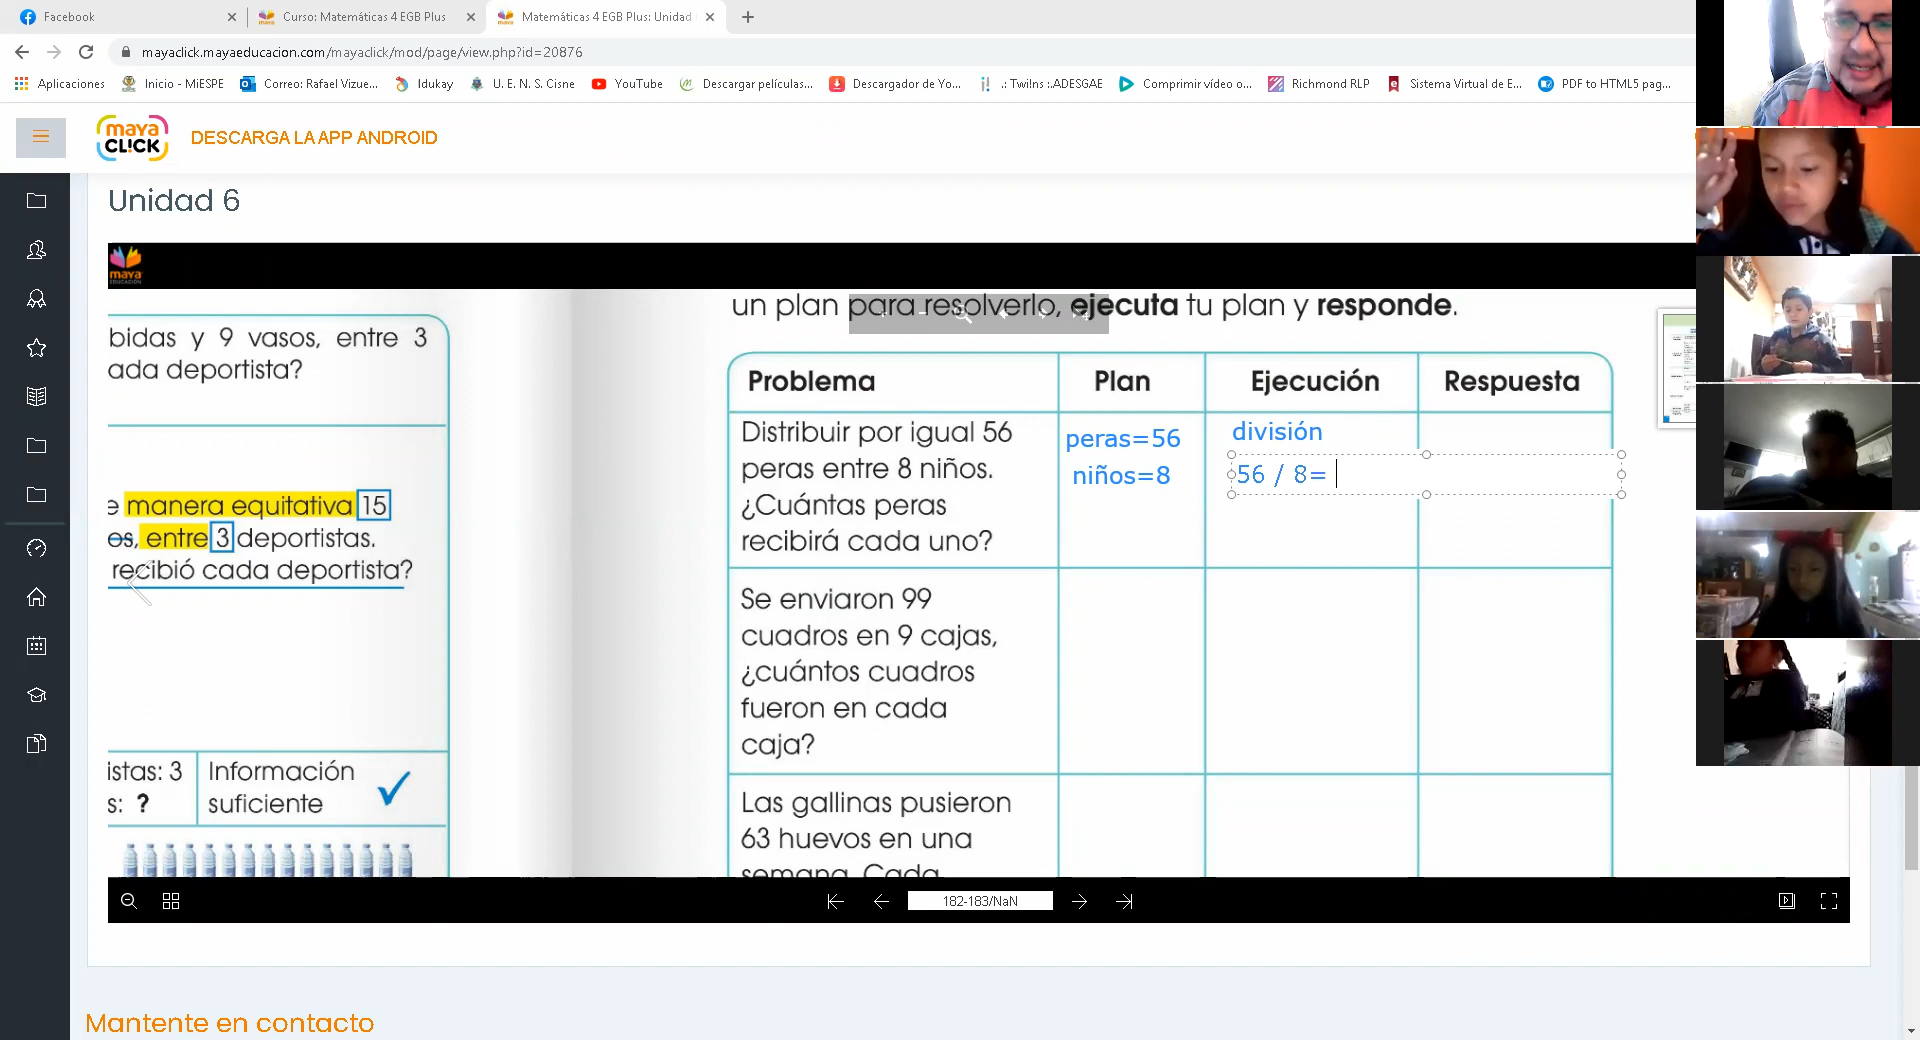 Facebook
Curso: Matemáticas 4 EGB Plus
Matemáticas 4 EGB Plus: Unidad
mayaclick.mayaeducacion.com/mayaclick/mod/page/view.php?id=20876
Aplicaciones
Inicio - MiESPE
Correo: Rafael Vizue...
Idukay
U. E. N. S. Cisne
YouTube
Descargar películas...
Descargador de Yo...
.: Twi!ns :.ADESGAE
Comprimir vídeo o...
Richmond RLP
Sistema Virtual de E...
PDF to HTML5 pag...
maya
CLICK
DESCARGA LA APP ANDROID
Unidad 6
maya
EDUCACIÓN
bidas y 9 vasos, entre 3
ada deportista?
e manera equitativa 15
os, entre 3 deportistas.
recibió cada deportista?
istas: 3
s: ?
Información
suficiente
un plan para resolverlo, ejecuta tu plan y responde.
Problema
Plan
Ejecución
Respuesta
Distribuir por igual 56
peras entre 8 niños.
¿Cuántas peras
recibirá cada uno?
peras=56
niños=8
división
56 / 8=
Se enviaron 99
cuadros en 9 cajas,
¿cuántos cuadros
fueron en cada
caja?
Las gallinas pusieron
63 huevos en una
semana. Cada
182-183/NaN
Mantente en contacto